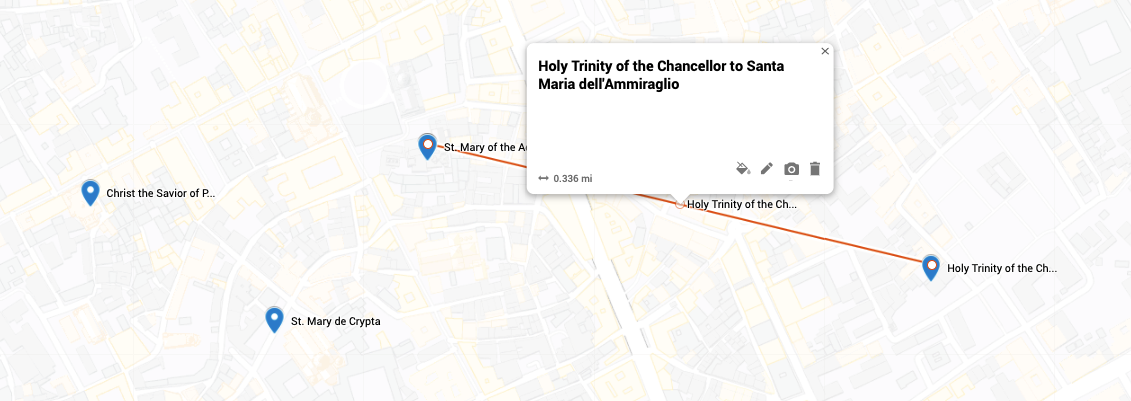 Holy Trinity of the Chancellor to Santa
Maria dell'Ammiraglio
0.336 mi
St. Mary of the
Christ the Savior of P...
Holy Trinity of the Ch...
Holy Trinity of the Ch...
St. Mary de Crypta